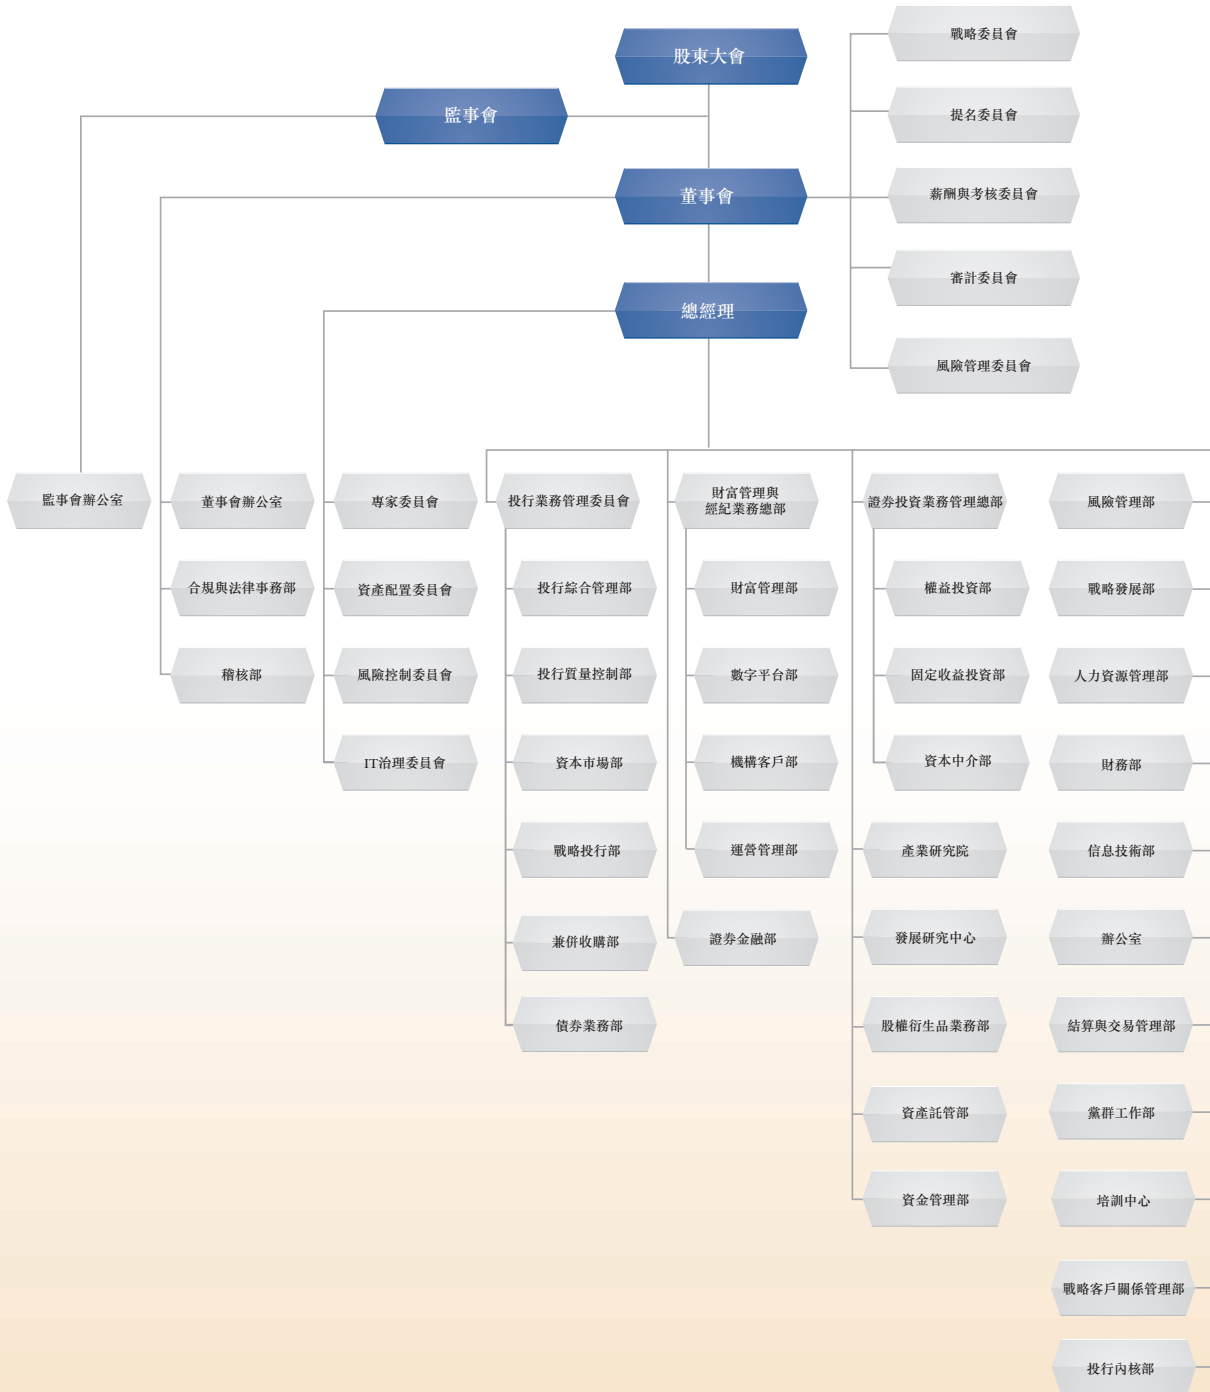 股東大會
監事會
董事會
總經理
戰略委員會
提名委員會
薪酬與考核委員會
審計委員會
風險管理委員會
監事會辦公室
董事會辦公室
合規與法律事務部
稽核部
專家委員會
資產配置委員會
風險控制委員會
IT治理委員會
投行業務管理委員會
投行綜合管理部
投行質量控制部
資本市場部
戰略投行部
兼併收購部
債券業務部
財富管理與
經紀業務總部
財富管理部
數字平台部
機構客戶部
運營管理部
證券金融部
證券投資業務管理總部
權益投資部
固定收益投資部
資本中介部
產業研究院
發展研究中心
股權衍生品業務部
資產託管部
資金管理部
風險管理部
戰略發展部
人力資源管理部
財務部
信息技術部
辦公室
結算與交易管理部
黨群工作部
培訓中心
戰略客戶關係管理部
投行內核部